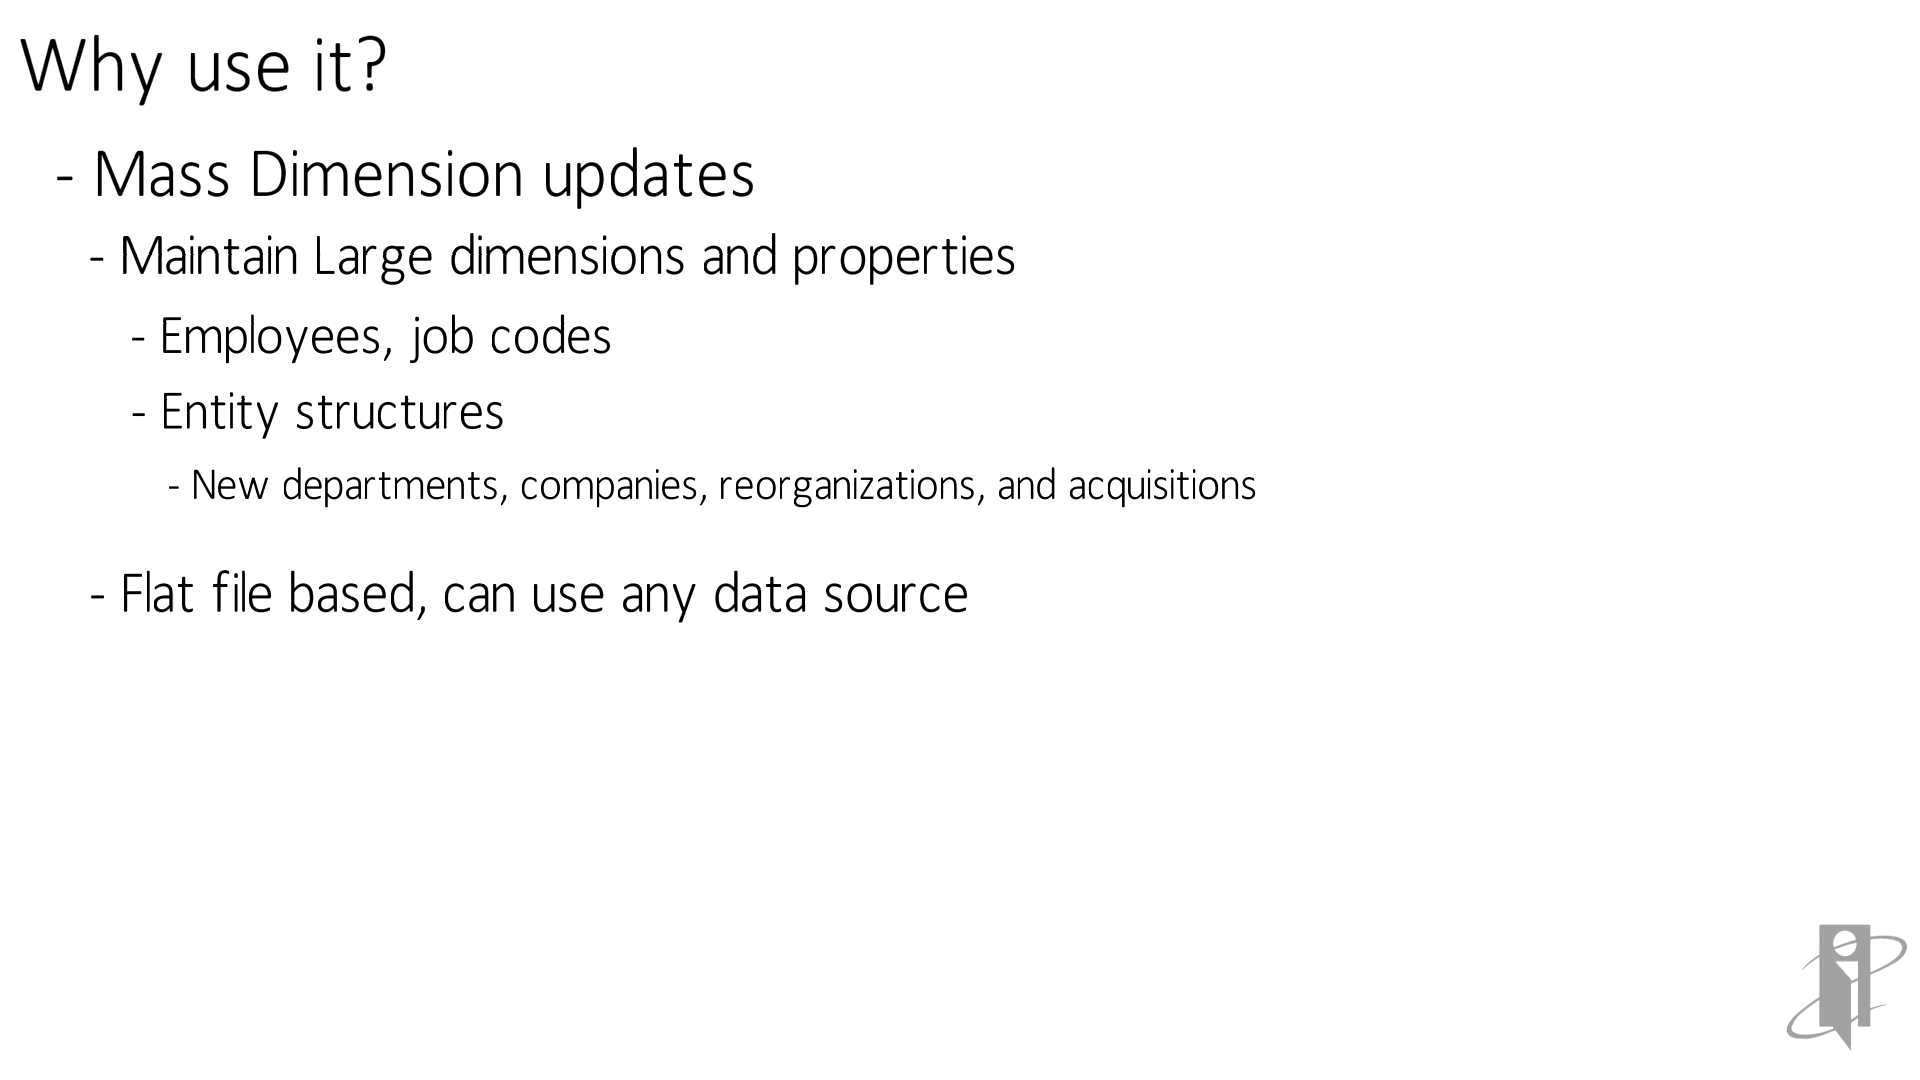 Why use it?
- Mass Dimension updates
- Maintain Large dimensions and properties
- Employees, job codes
- Entity structures
- New departments, companies, reorganizations, and acquisitions
- Flat file based, can use any data source